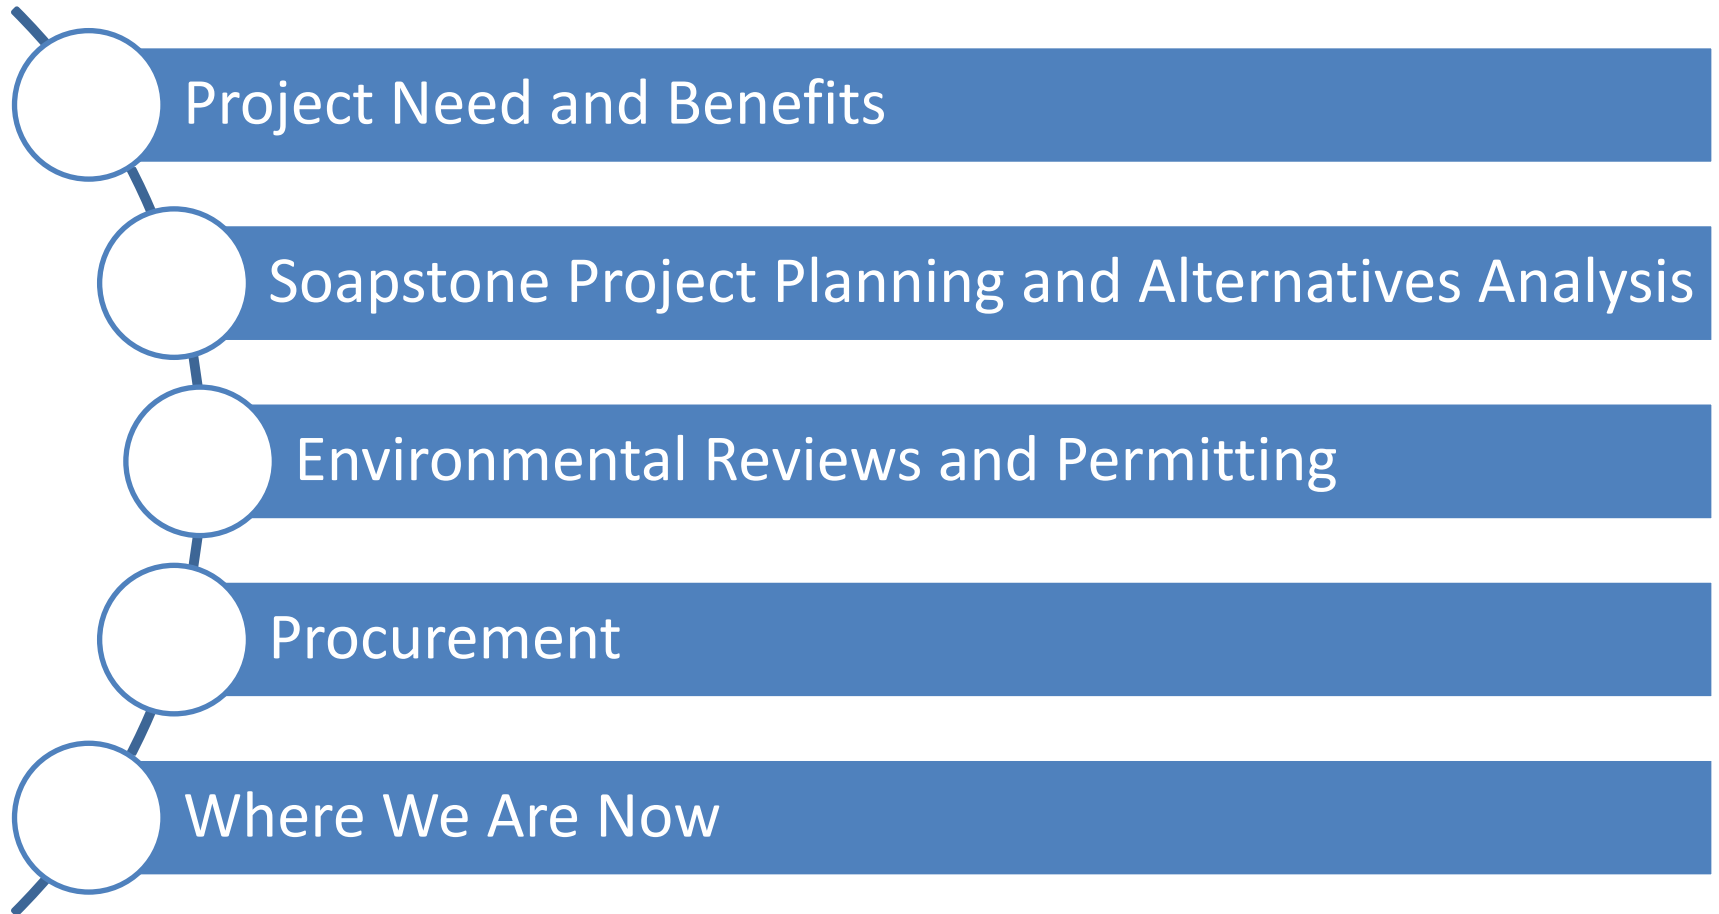 Project Need and Benefits
Soapstone Project Planning and Alternatives Analysis
Environmental Reviews and Permitting
Procurement
Where We Are Now